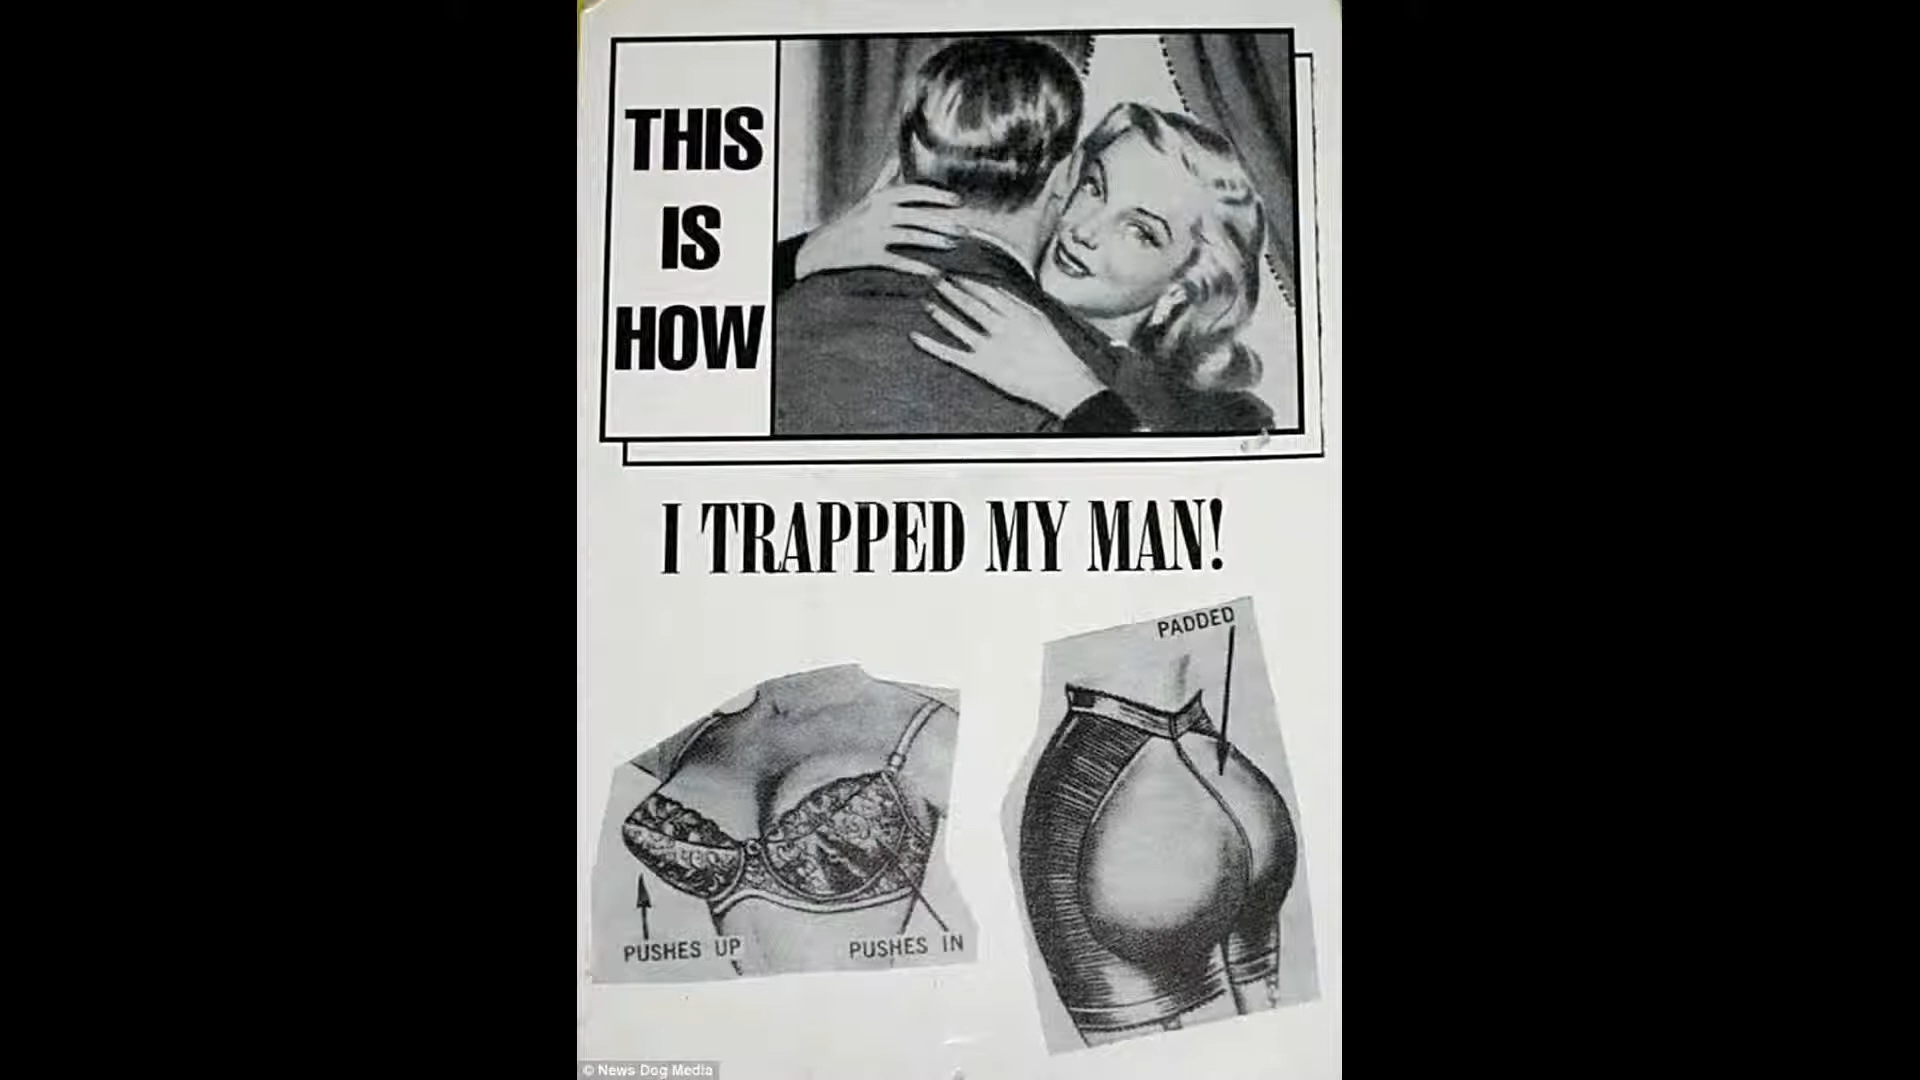 THIS
IS
HOW
I TRAPPED MY MAN!
PADDED
PUSHES UP
PUSHES IN
© News Dog Media